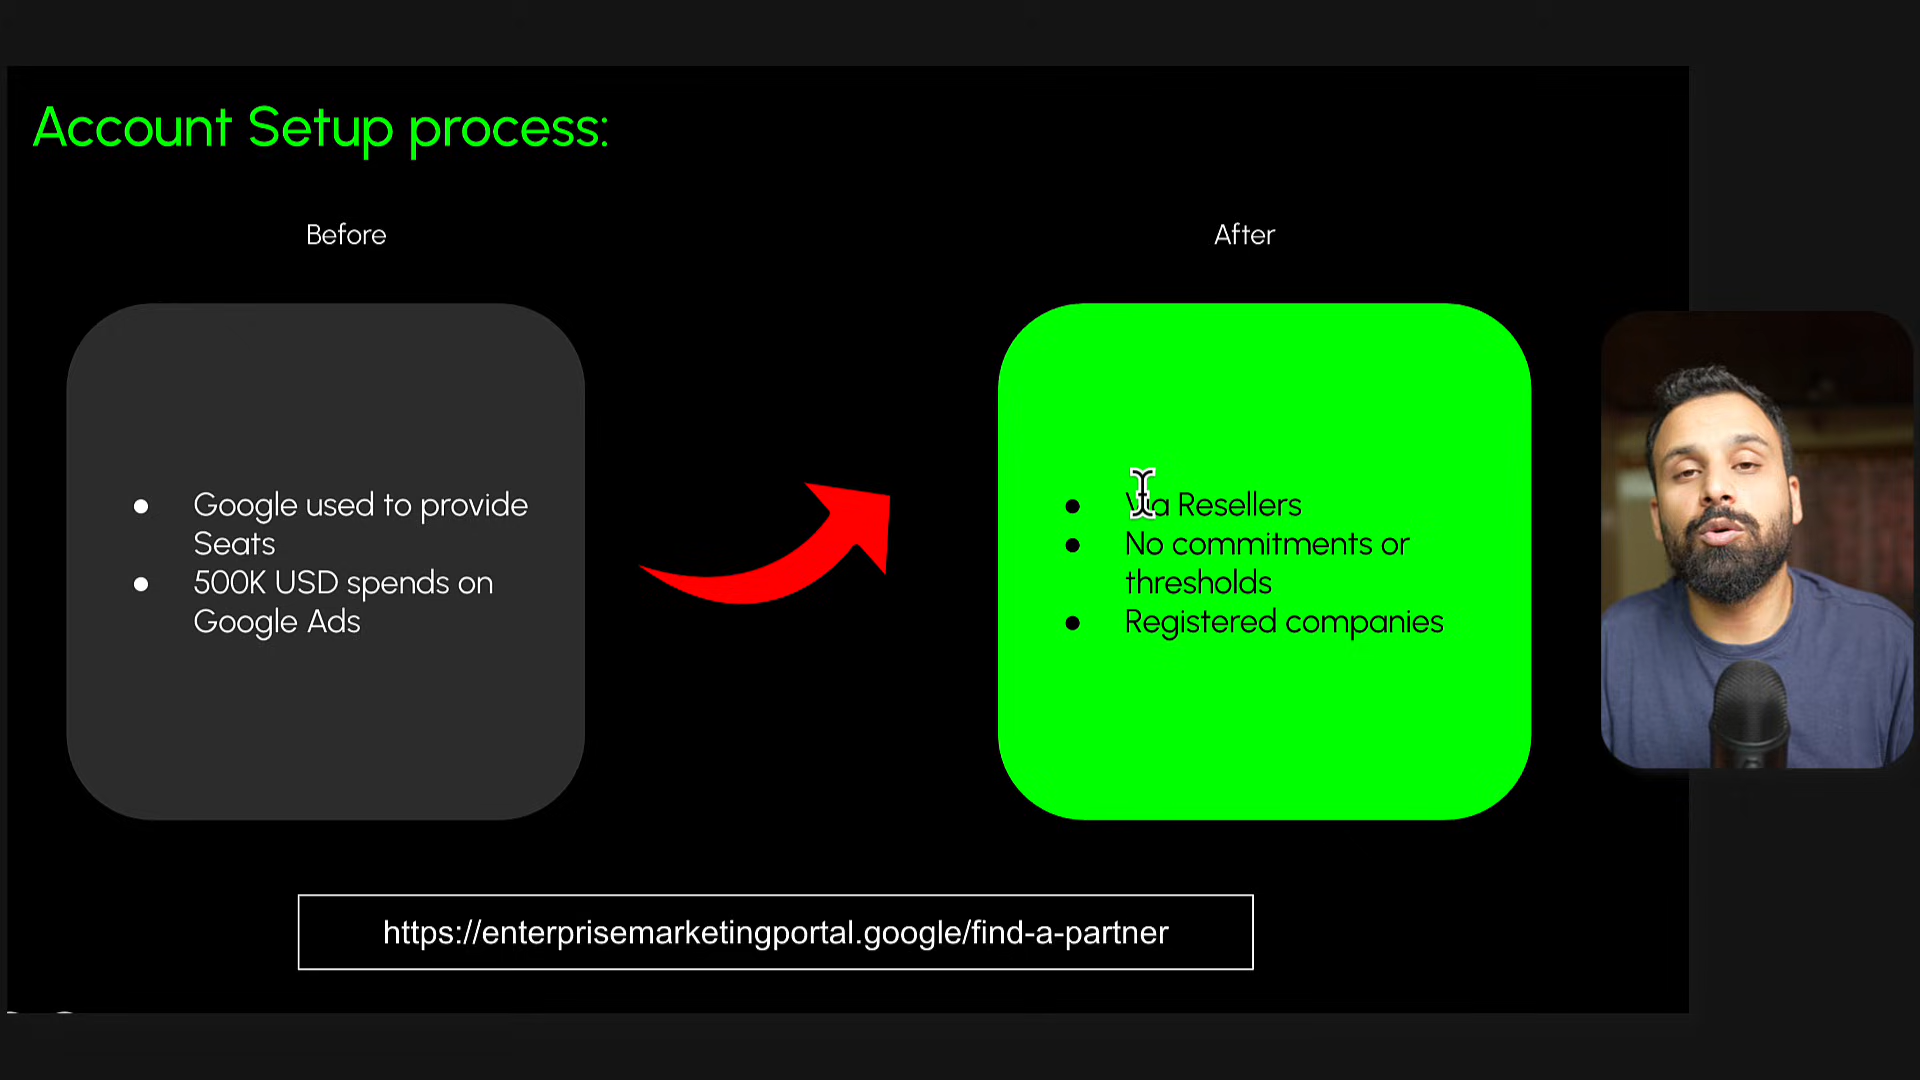 Account Setup process:
Before
After
Google used to provide
Seats
500K USD spends on
Google Ads
Via Resellers
No commitments or
thresholds
Registered companies
https://enterprisemarketingportal.google/find-a-partner